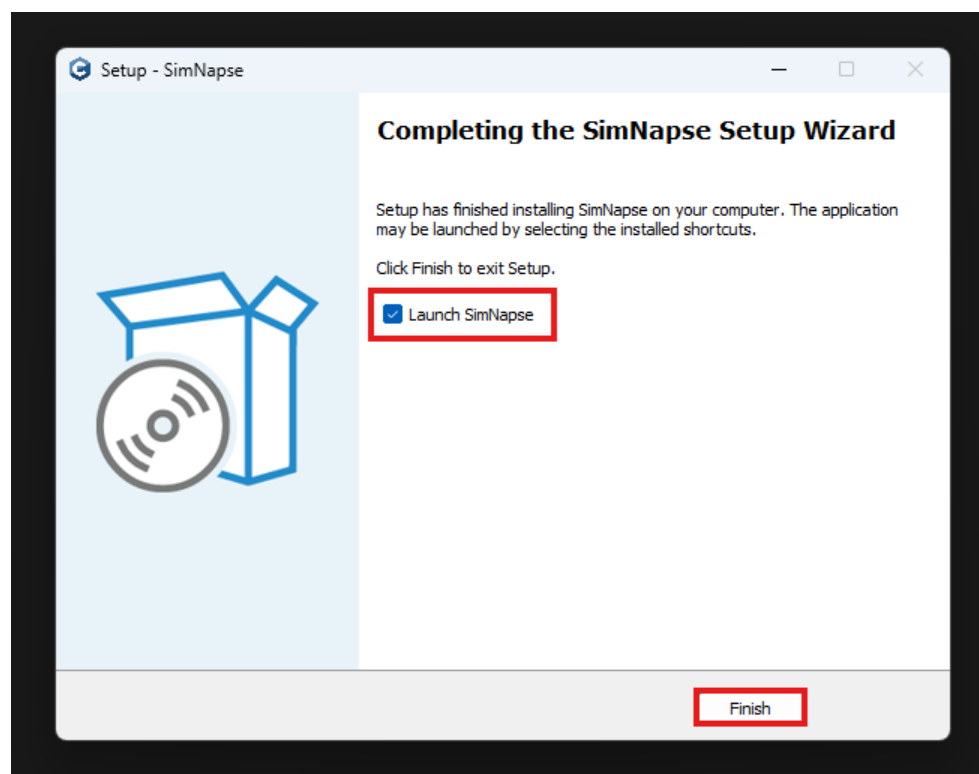 Setup - SimNapse
Completing the SimNapse Setup Wizard
Setup has finished installing SimNapse on your computer. The application
may be launched by selecting the installed shortcuts.
Click Finish to exit Setup.
Launch SimNapse
Finish